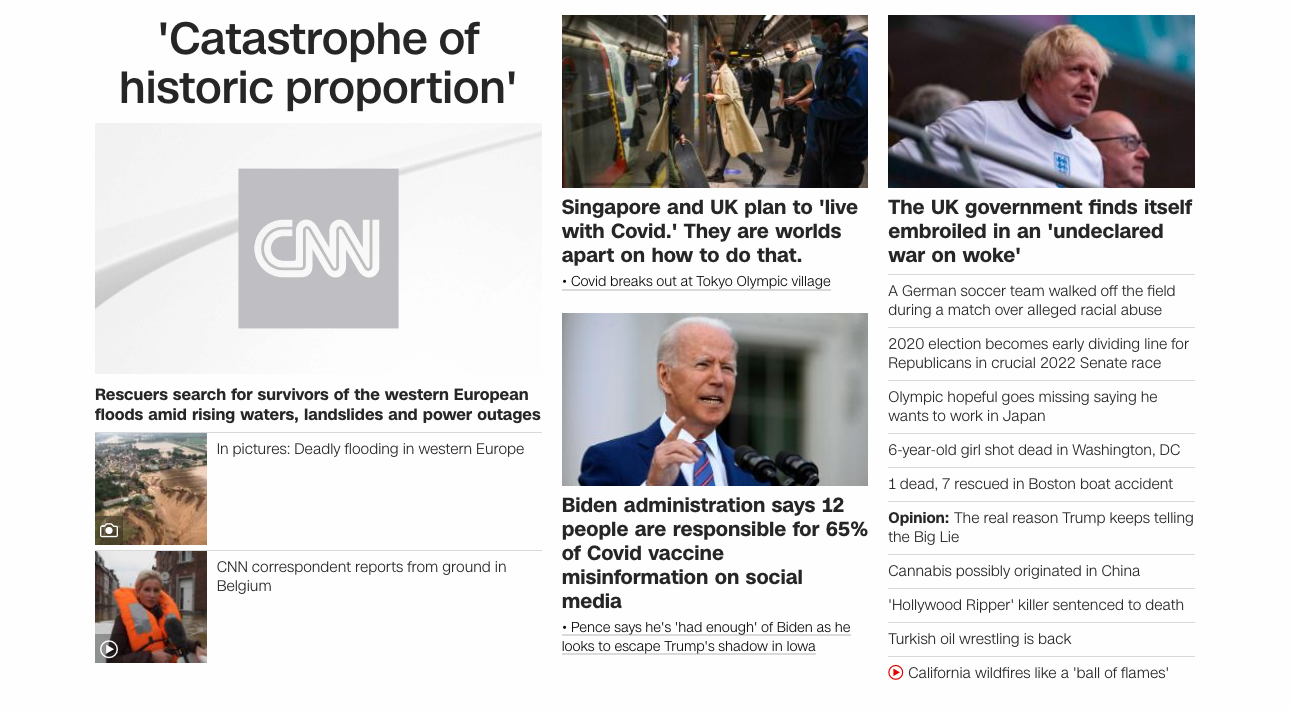 'Catastrophe of
historic proportion'
CNN
Rescuers search for survivors of the western European
floods amid rising waters, landslides and power outages
In pictures: Deadly flooding in western Europe
CNN correspondent reports from ground in
Belgium
Singapore and UK plan to 'live
with Covid.' They are worlds
apart on how to do that.
• Covid breaks out at Tokyo Olympic village
Biden administration says 12
people are responsible for 65%
of Covid vaccine
misinformation on social
media
• Pence says he's 'had enough' of Biden as he
looks to escape Trump's shadow in Iowa
The UK government finds itself
embroiled in an 'undeclared
war on woke'
A German soccer team walked off the field
during a match over alleged racial abuse
2020 election becomes early dividing line for
Republicans in crucial 2022 Senate race
Olympic hopeful goes missing saying he
wants to work in Japan
6-year-old girl shot dead in Washington, DC
1 dead, 7 rescued in Boston boat accident
Opinion: The real reason Trump keeps telling
the Big Lie
Cannabis possibly originated in China
'Hollywood Ripper' killer sentenced to death
Turkish oil wrestling is back
California wildfires like a 'ball of flames'